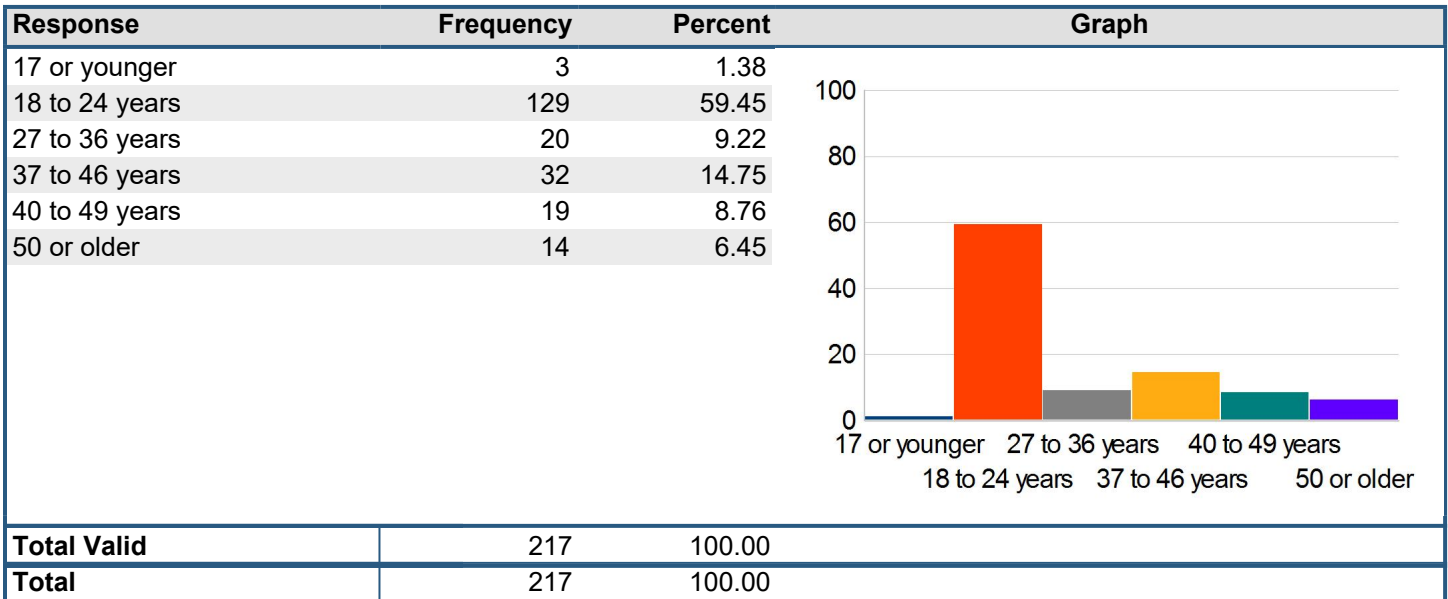 Response Frequency Percent Graph
17 or younger 3 1.38
18 to 24 years 129 59.45
27 to 36 years 20 9.22
37 to 46 years 32 14.75
40 to 49 years 19 8.76
50 or older 14 6.45
100
80
60
40
20
0
17 or younger 27 to 36 years 40 to 49 years
18 to 24 years 37 to 46 years 50 or older
Total Valid 217 100.00
Total 217 100.00